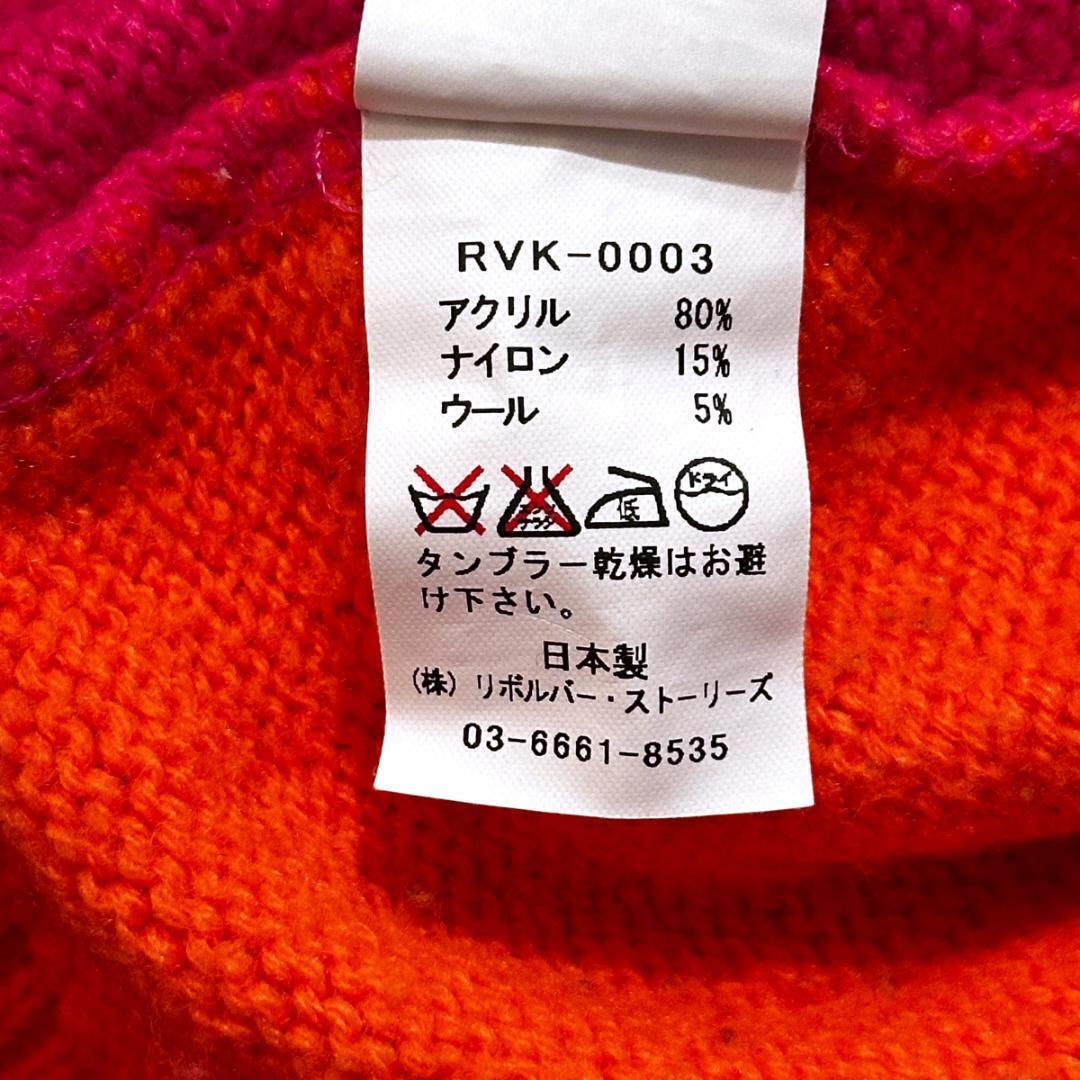 RVK-0003
アクリル 80%
ナイロン 15%
ウール 5%
低 ドライ
タンブラー乾燥はお避
け下さい。
日本製
(株)リボルバー・ストーリーズ
03-6661-8535